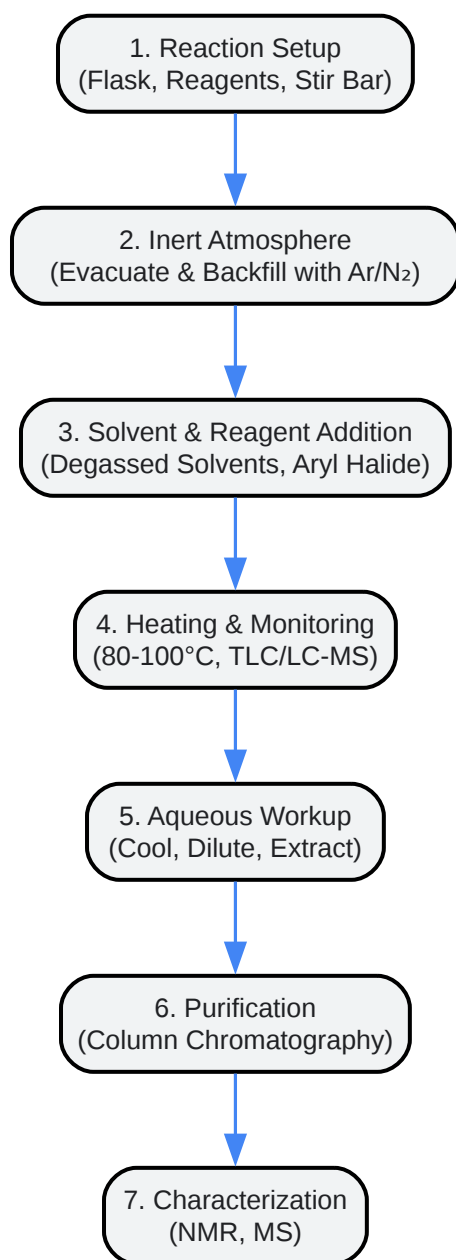 1. Reaction Setup
(Flask, Reagents, Stir Bar)
2. Inert Atmosphere
(Evacuate & Backfill with Ar/N₂)
3. Solvent & Reagent Addition
(Degassed Solvents, Aryl Halide)
4. Heating & Monitoring
(80-100°C, TLC/LC-MS)
5. Aqueous Workup
(Cool, Dilute, Extract)
6. Purification
(Column Chromatography)
7. Characterization
(NMR, MS)